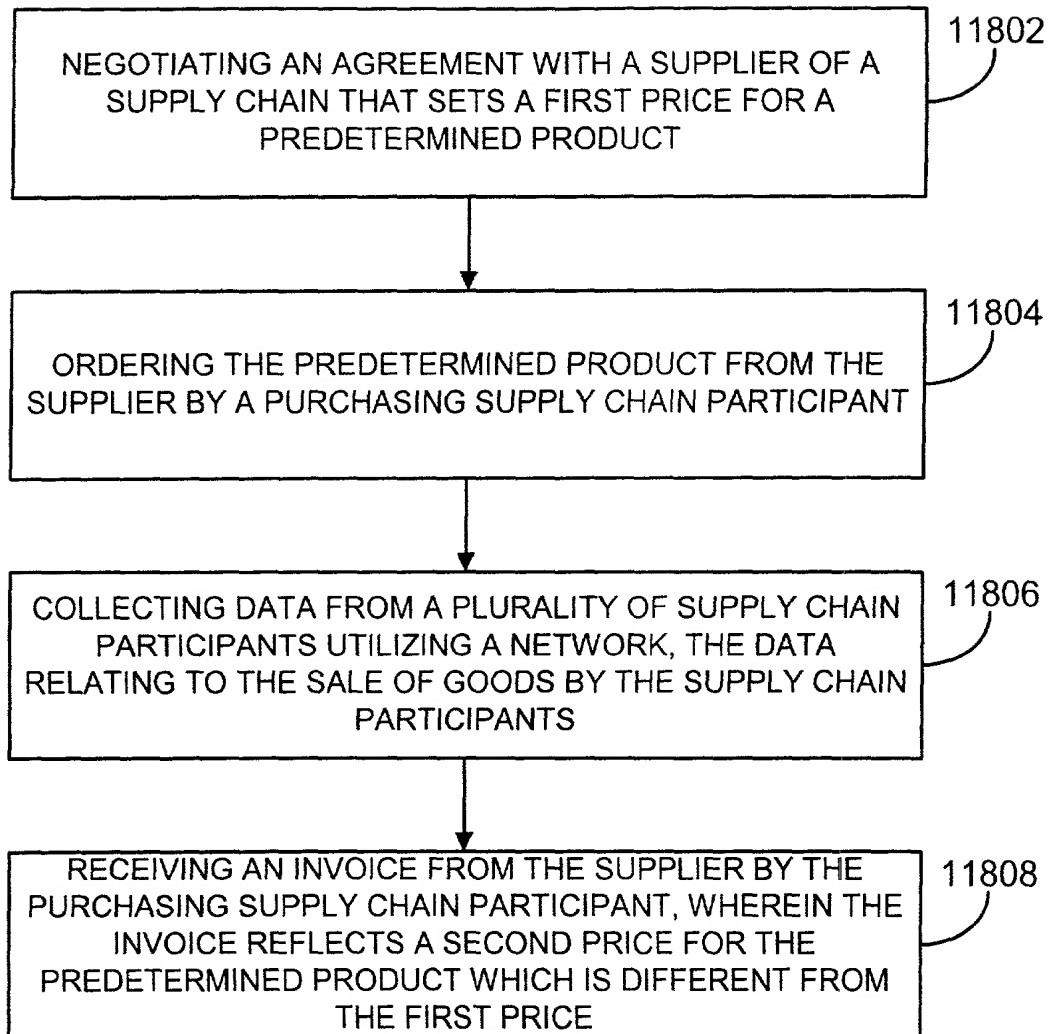 11802
NEGOTIATING AN AGREEMENT WITH A SUPPLIER OF A
SUPPLY CHAIN THAT SETS A FIRST PRICE FOR A
PREDETERMINED PRODUCT
11804
ORDERING THE PREDETERMINED PRODUCT FROM THE
SUPPLIER BY A PURCHASING SUPPLY CHAIN PARTICIPANT
11806
COLLECTING DATA FROM A PLURALITY OF SUPPLY CHAIN
PARTICIPANTS UTILIZING A NETWORK, THE DATA
RELATING TO THE SALE OF GOODS BY THE SUPPLY CHAIN
PARTICIPANTS
11808
RECEIVING AN INVOICE FROM THE SUPPLIER BY THE
PURCHASING SUPPLY CHAIN PARTICIPANT, WHEREIN THE
INVOICE REFLECTS A SECOND PRICE FOR THE
PREDETERMINED PRODUCT WHICH IS DIFFERENT FROM
THE FIRST PRICE